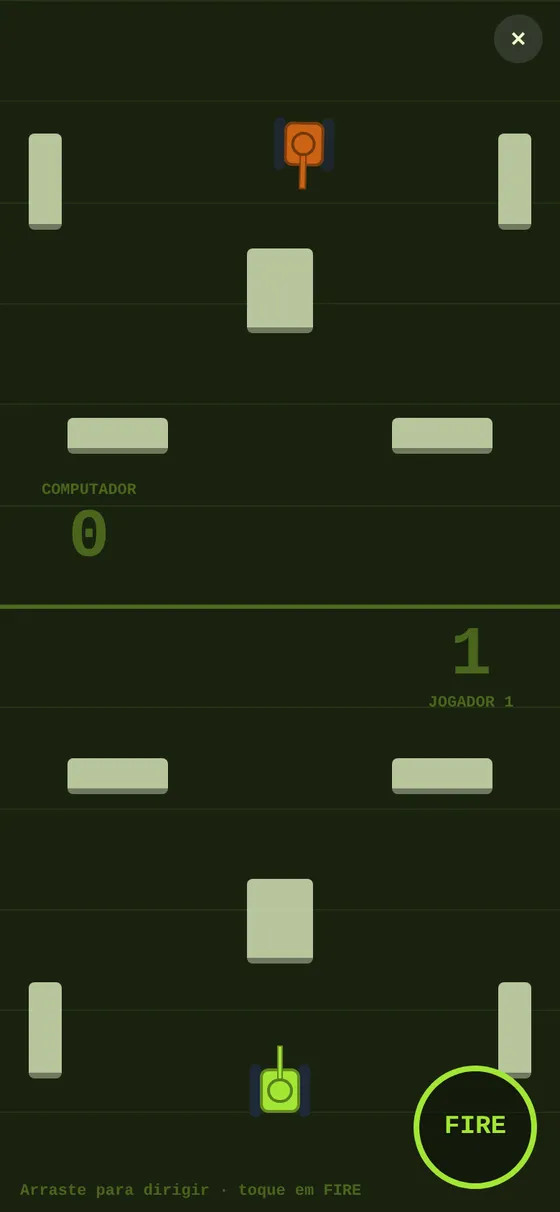 ×
COMPUTADOR
0
1
JOGADOR 1
FIRE
Arraste para dirigir · toque em FIRE